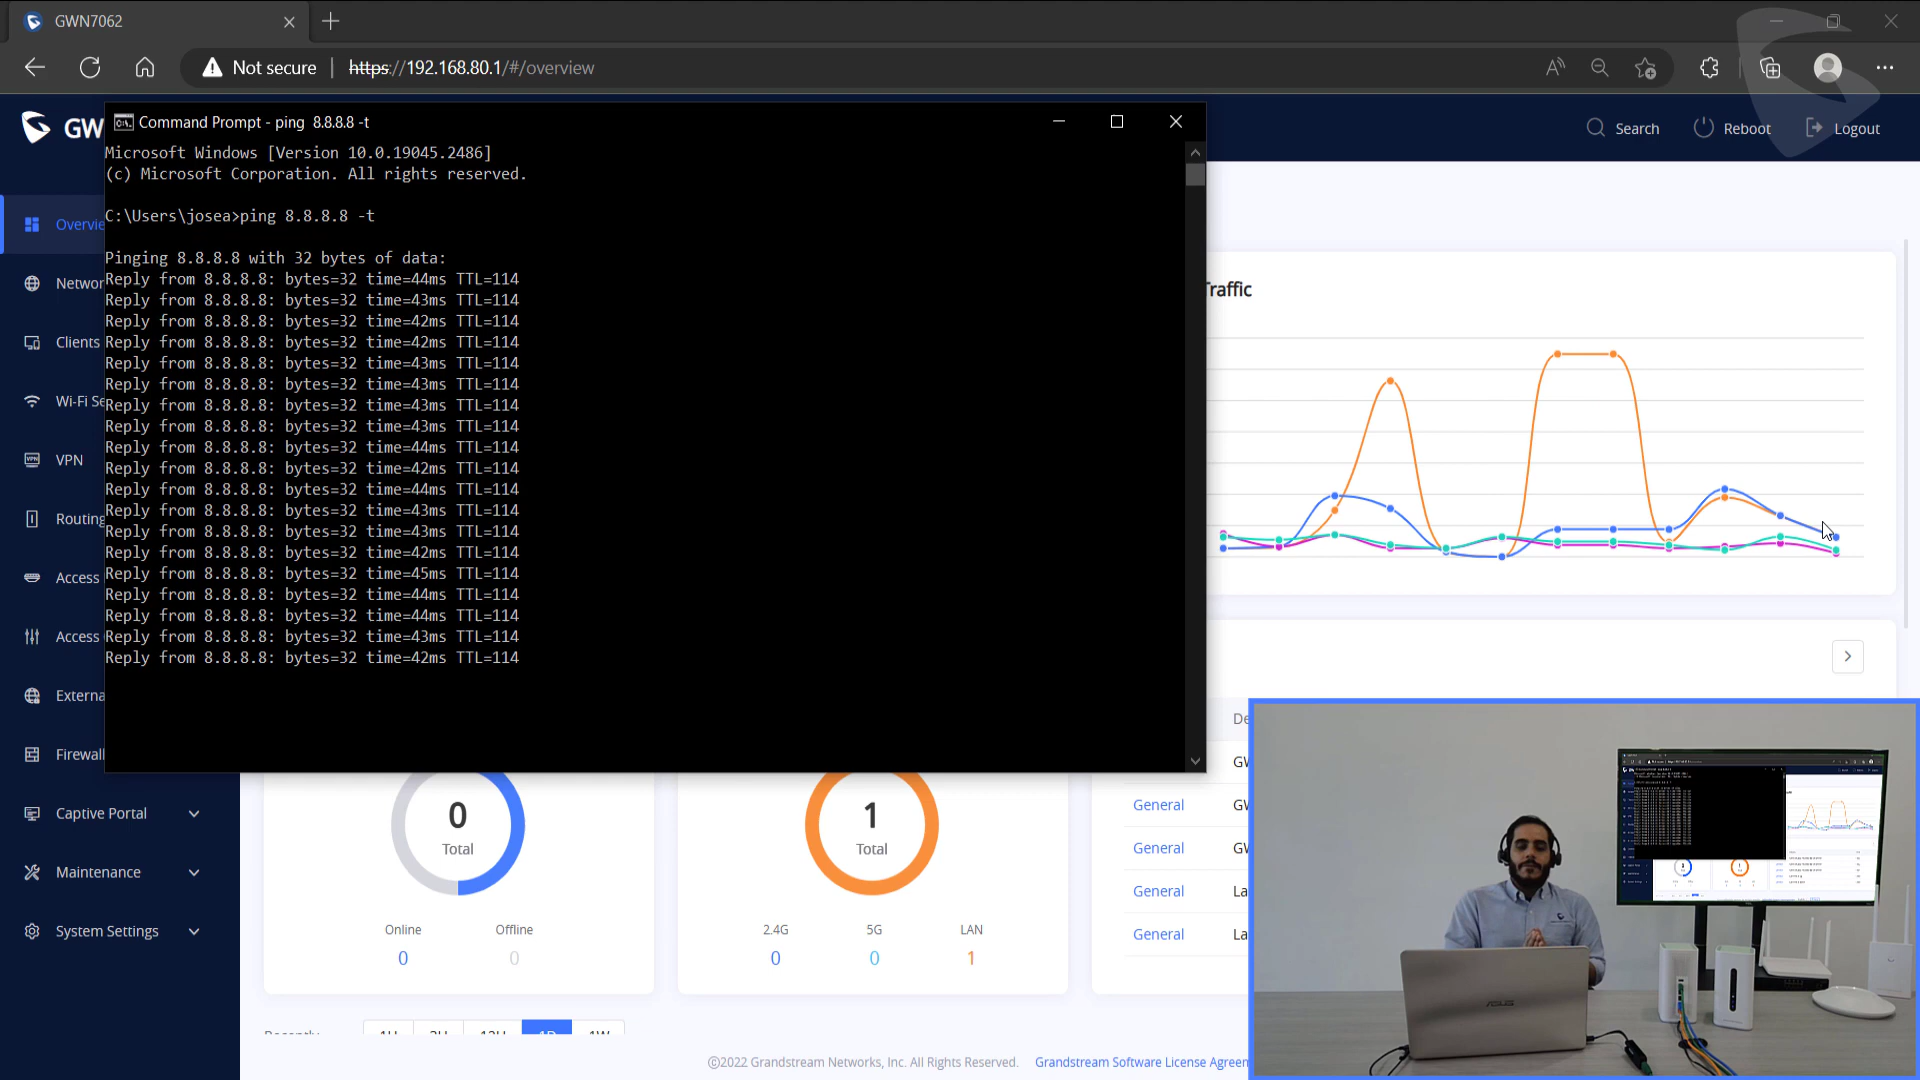 GWN7062
Not secure
https://192.168.80.1/#/overview
GW
Search
Reboot
Logout
Command Prompt - ping 8.8.8.8 -t
Microsoft Windows [Version 10.0.19045.2486]
(c) Microsoft Corporation. All rights reserved.
C:\Users\josea>ping 8.8.8.8 -t
Pinging 8.8.8.8 with 32 bytes of data:
Reply from 8.8.8.8: bytes=32 time=44ms TTL=114
Reply from 8.8.8.8: bytes=32 time=43ms TTL=114
Reply from 8.8.8.8: bytes=32 time=42ms TTL=114
Reply from 8.8.8.8: bytes=32 time=42ms TTL=114
Reply from 8.8.8.8: bytes=32 time=43ms TTL=114
Reply from 8.8.8.8: bytes=32 time=43ms TTL=114
Reply from 8.8.8.8: bytes=32 time=43ms TTL=114
Reply from 8.8.8.8: bytes=32 time=43ms TTL=114
Reply from 8.8.8.8: bytes=32 time=44ms TTL=114
Reply from 8.8.8.8: bytes=32 time=42ms TTL=114
Reply from 8.8.8.8: bytes=32 time=44ms TTL=114
Reply from 8.8.8.8: bytes=32 time=43ms TTL=114
Reply from 8.8.8.8: bytes=32 time=43ms TTL=114
Reply from 8.8.8.8: bytes=32 time=42ms TTL=114
Reply from 8.8.8.8: bytes=32 time=45ms TTL=114
Reply from 8.8.8.8: bytes=32 time=44ms TTL=114
Reply from 8.8.8.8: bytes=32 time=44ms TTL=114
Reply from 8.8.8.8: bytes=32 time=43ms TTL=114
Reply from 8.8.8.8: bytes=32 time=42ms TTL=114
Overvie
Networ
Clients
Wi-Fi Se
VPN
Routing
Access
Access
Externa
Firewall
Captive Portal
Maintenance
System Settings
Traffic
0
Total
Online
0
Offline
0
1
Total
2.4G
0
5G
0
LAN
1
De
GW
General GW
General GW
General La
General La
12H 1D 1W
©2022 Grandstream Networks, Inc. All Rights Reserved. Grandstream Software License Agreem
ASUS